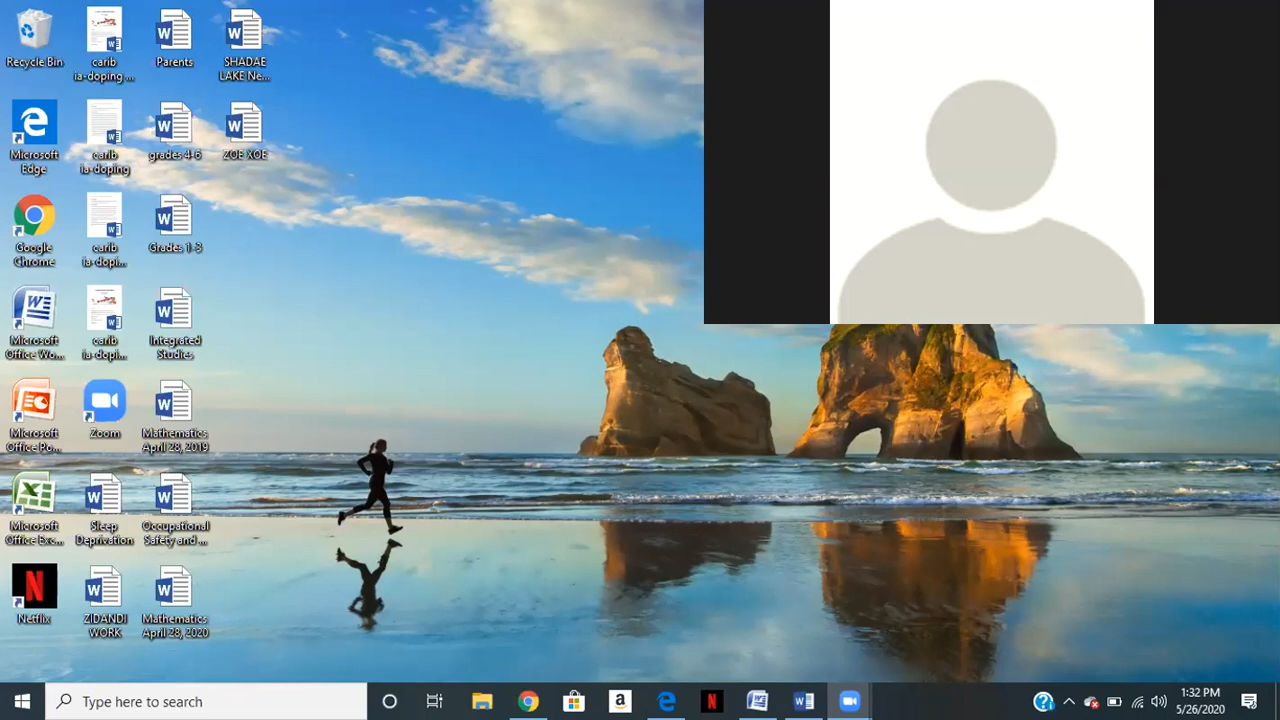 Recycle Bin
carib
ia-doping ...
Parents
SHADAE
LAKE Ne...
Microsoft
Edge
carib
ia-doping
grades 4-6
ZOE XOE
Google
Chrome
carib
ia-dopi...
Grades 1-3
Microsoft
Office Wo...
carib
ia-dopi...
Integrated
Studies
Microsoft
Office Po...
Zoom
Mathematics
April 28, 2019
Microsoft
Office Exc...
Sleep
Deprivation
Occupational
Safety and ...
Netflix
ZIDANDI
WORK
Mathematics
April 28, 2020
Type here to search
1:32 PM
5/26/2020